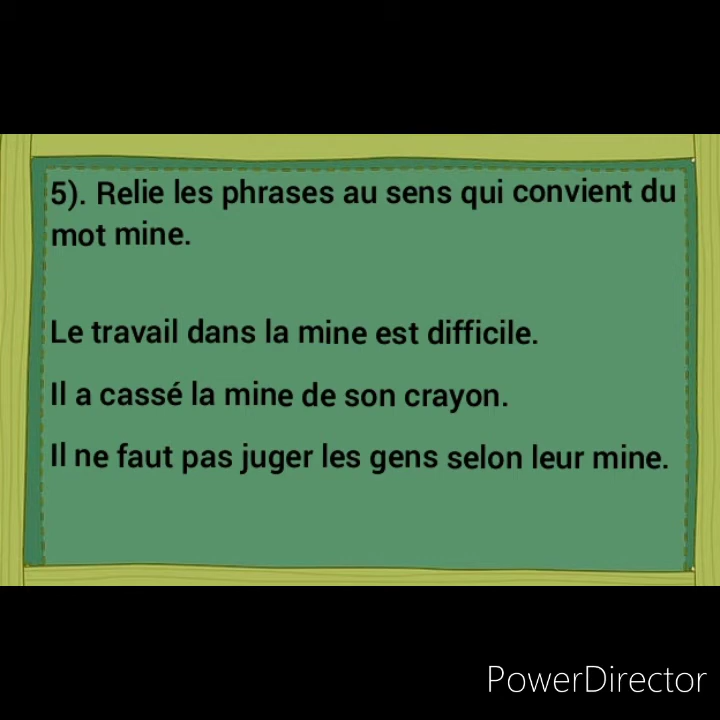 5). Relie les phrases au sens qui convient du
mot mine.
Le travail dans la mine est difficile.
Il a cassé la mine de son crayon.
Il ne faut pas juger les gens selon leur mine.
PowerDirector